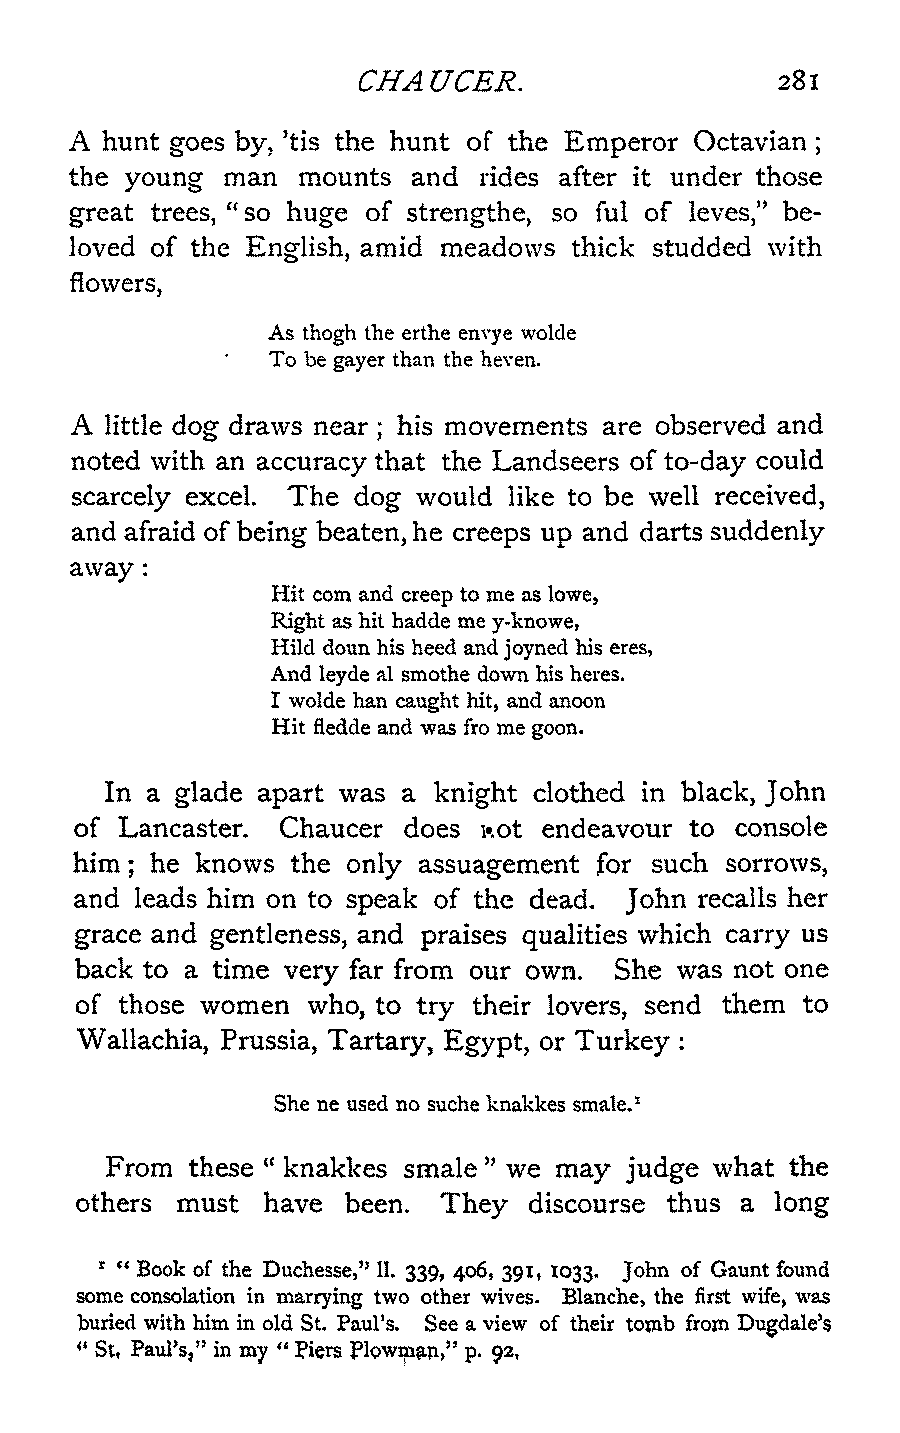 CHAUCER. 281
A hunt goes by, 'tis the hunt of the Emperor Octavian ;
the young man mounts and rides after it under those
great trees, “ so huge of strengthe, so ful of leves,” be-
loved of the English, amid meadows thick studded with
flowers,
As thogh the erthe envye wolde
To be gayer than the heven.
A little dog draws near ; his movements are observed and
noted with an accuracy that the Landseers of to-day could
scarcely excel. The dog would like to be well received,
and afraid of being beaten, he creeps up and darts suddenly
away :
Hit com and creep to me as lowe,
Right as hit hadde me y-knowe,
Hild doun his heed and joyned his eres,
And leyde al smothe down his heres.
I wolde han caught hit, and anoon
Hit fledde and was fro me goon.
In a glade apart was a knight clothed in black, John
of Lancaster. Chaucer does not endeavour to console
him ; he knows the only assuagement for such sorrows,
and leads him on to speak of the dead. John recalls her
grace and gentleness, and praises qualities which carry us
back to a time very far from our own. She was not one
of those women who, to try their lovers, send them to
Wallachia, Prussia, Tartary, Egypt, or Turkey :
She ne used no suche knakkes smale.¹
From these “ knakkes smale ” we may judge what the
others must have been. They discourse thus a long
¹ “ Book of the Duchesse,” ll. 339, 406, 391, 1033. John of Gaunt found
some consolation in marrying two other wives. Blanche, the first wife, was
buried with him in old St. Paul's. See a view of their tomb from Dugdale's
“ St. Paul's,” in my “ Piers Plowman,” p. 92.